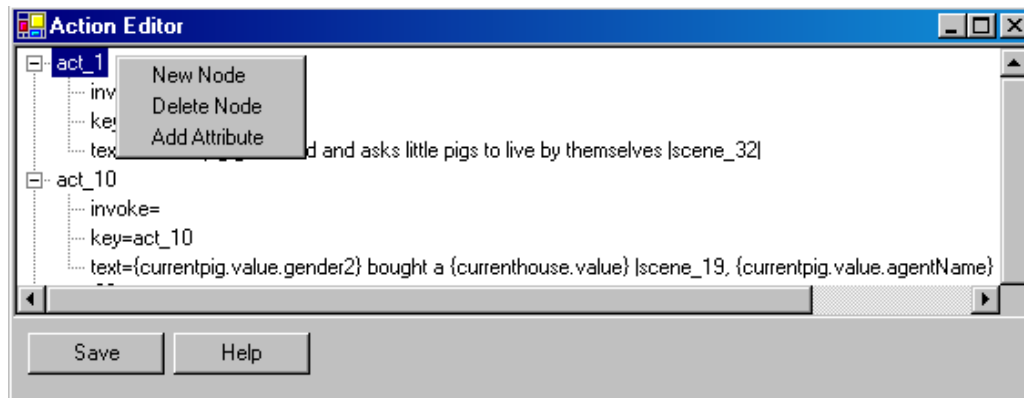 Action Editor
act_1
New Node
Delete Node
Add Attribute
inv
key
tex d and asks little pigs to live by themselves |scene_32|
act_10
invoke=
key=act_10
text={currentpig.value.gender2} bought a {currenthouse.value} |scene_19, {currentpig.value.agentName}
Save Help